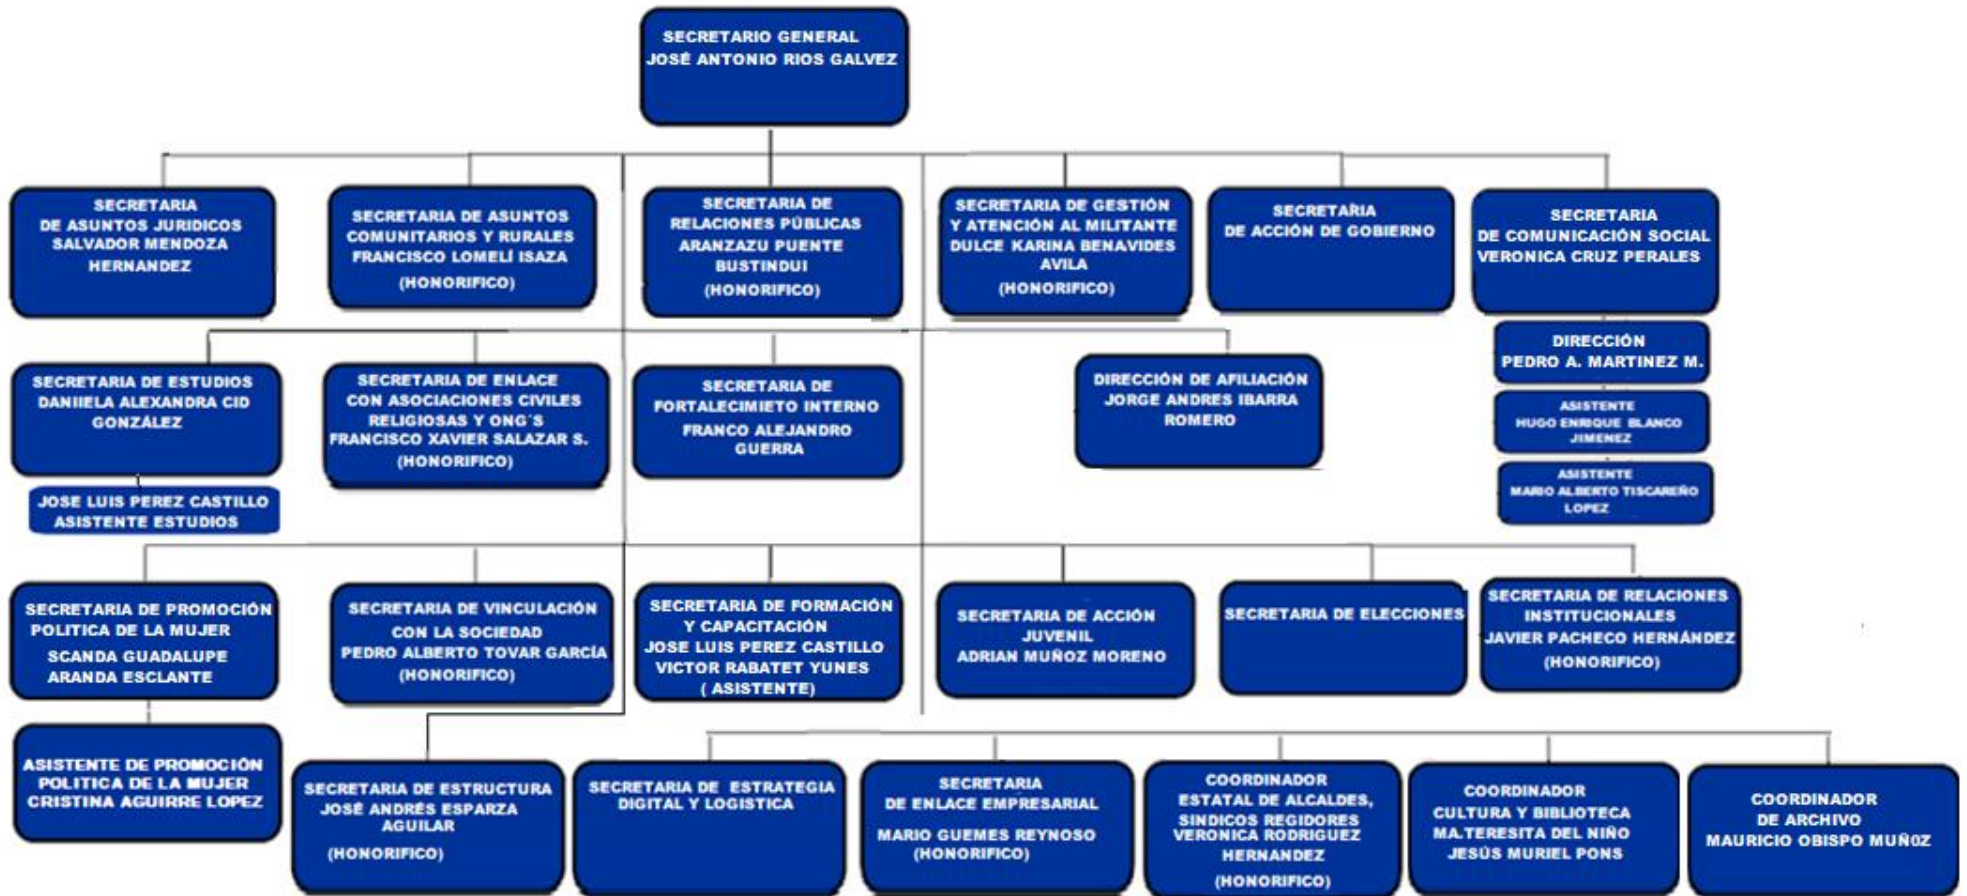 SECRETARIO GENERAL
JOSÉ ANTONIO RIOS GALVEZ
SECRETARIA
DE ASUNTOS JURIDICOS
SALVADOR MENDOZA
HERNANDEZ
SECRETARIA DE ASUNTOS
COMUNITARIOS Y RURALES
FRANCISCO LOMELÍ ISAZA
(HONORIFICO)
SECRETARIA DE
RELACIONES PÚBLICAS
ARANZAZU PUENTE
BUSTINDUI
(HONORIFICO)
SECRETARIA DE GESTIÓN
Y ATENCIÓN AL MILITANTE
DULCE KARINA BENAVIDES
AVILA
(HONORIFICO)
SECRETARIA
DE ACCIÓN DE GOBIERNO
SECRETARIA
DE COMUNICACIÓN SOCIAL
VERONICA CRUZ PERALES
DIRECCIÓN
PEDRO A. MARTINEZ M.
ASISTENTE
HUGO ENRIQUE BLANCO
JIMENEZ
ASISTENTE
MARIO ALBERTO TISCAREÑO
LOPEZ
SECRETARIA DE ESTUDIOS
DANIIELA ALEXANDRA CID
GONZÁLEZ
JOSE LUIS PEREZ CASTILLO
ASISTENTE ESTUDIOS
SECRETARIA DE ENLACE
CON ASOCIACIONES CIVILES
RELIGIOSAS Y ONG´S
FRANCISCO XAVIER SALAZAR S.
(HONORIFICO)
SECRETARIA DE
FORTALECIMIETO INTERNO
FRANCO ALEJANDRO
GUERRA
DIRECCIÓN DE AFILIACIÓN
JORGE ANDRES IBARRA
ROMERO
SECRETARIA DE PROMOCIÓN
POLITICA DE LA MUJER
SCANDA GUADALUPE
ARANDA ESCLANTE
ASISTENTE DE PROMOCIÓN
POLITICA DE LA MUJER
CRISTINA AGUIRRE LOPEZ
SECRETARIA DE VINCULACIÓN
CON LA SOCIEDAD
PEDRO ALBERTO TOVAR GARCÍA
(HONORIFICO)
SECRETARIA DE FORMACIÓN
Y CAPACITACIÓN
JOSE LUIS PEREZ CASTILLO
VICTOR RABATET YUNES
( ASISTENTE)
SECRETARIA DE ACCIÓN
JUVENIL
ADRIAN MUÑOZ MORENO
SECRETARIA DE ELECCIONES
SECRETARIA DE RELACIONES
INSTITUCIONALES
JAVIER PACHECO HERNÁNDEZ
(HONORIFICO)
SECRETARIA DE ESTRUCTURA
JOSÉ ANDRÉS ESPARZA
AGUILAR
(HONORIFICO)
SECRETARIA DE ESTRATEGIA
DIGITAL Y LOGISTICA
SECRETARIA
DE ENLACE EMPRESARIAL
MARIO GUEMES REYNOSO
(HONORIFICO)
COORDINADOR
ESTATAL DE ALCALDES,
SINDICOS REGIDORES
VERONICA RODRIGUEZ
HERNANDEZ
(HONORIFICO)
COORDINADOR
CULTURA Y BIBLIOTECA
MA.TERESITA DEL NIÑO
JESÚS MURIEL PONS
COORDINADOR
DE ARCHIVO
MAURICIO OBISPO MUÑ0Z